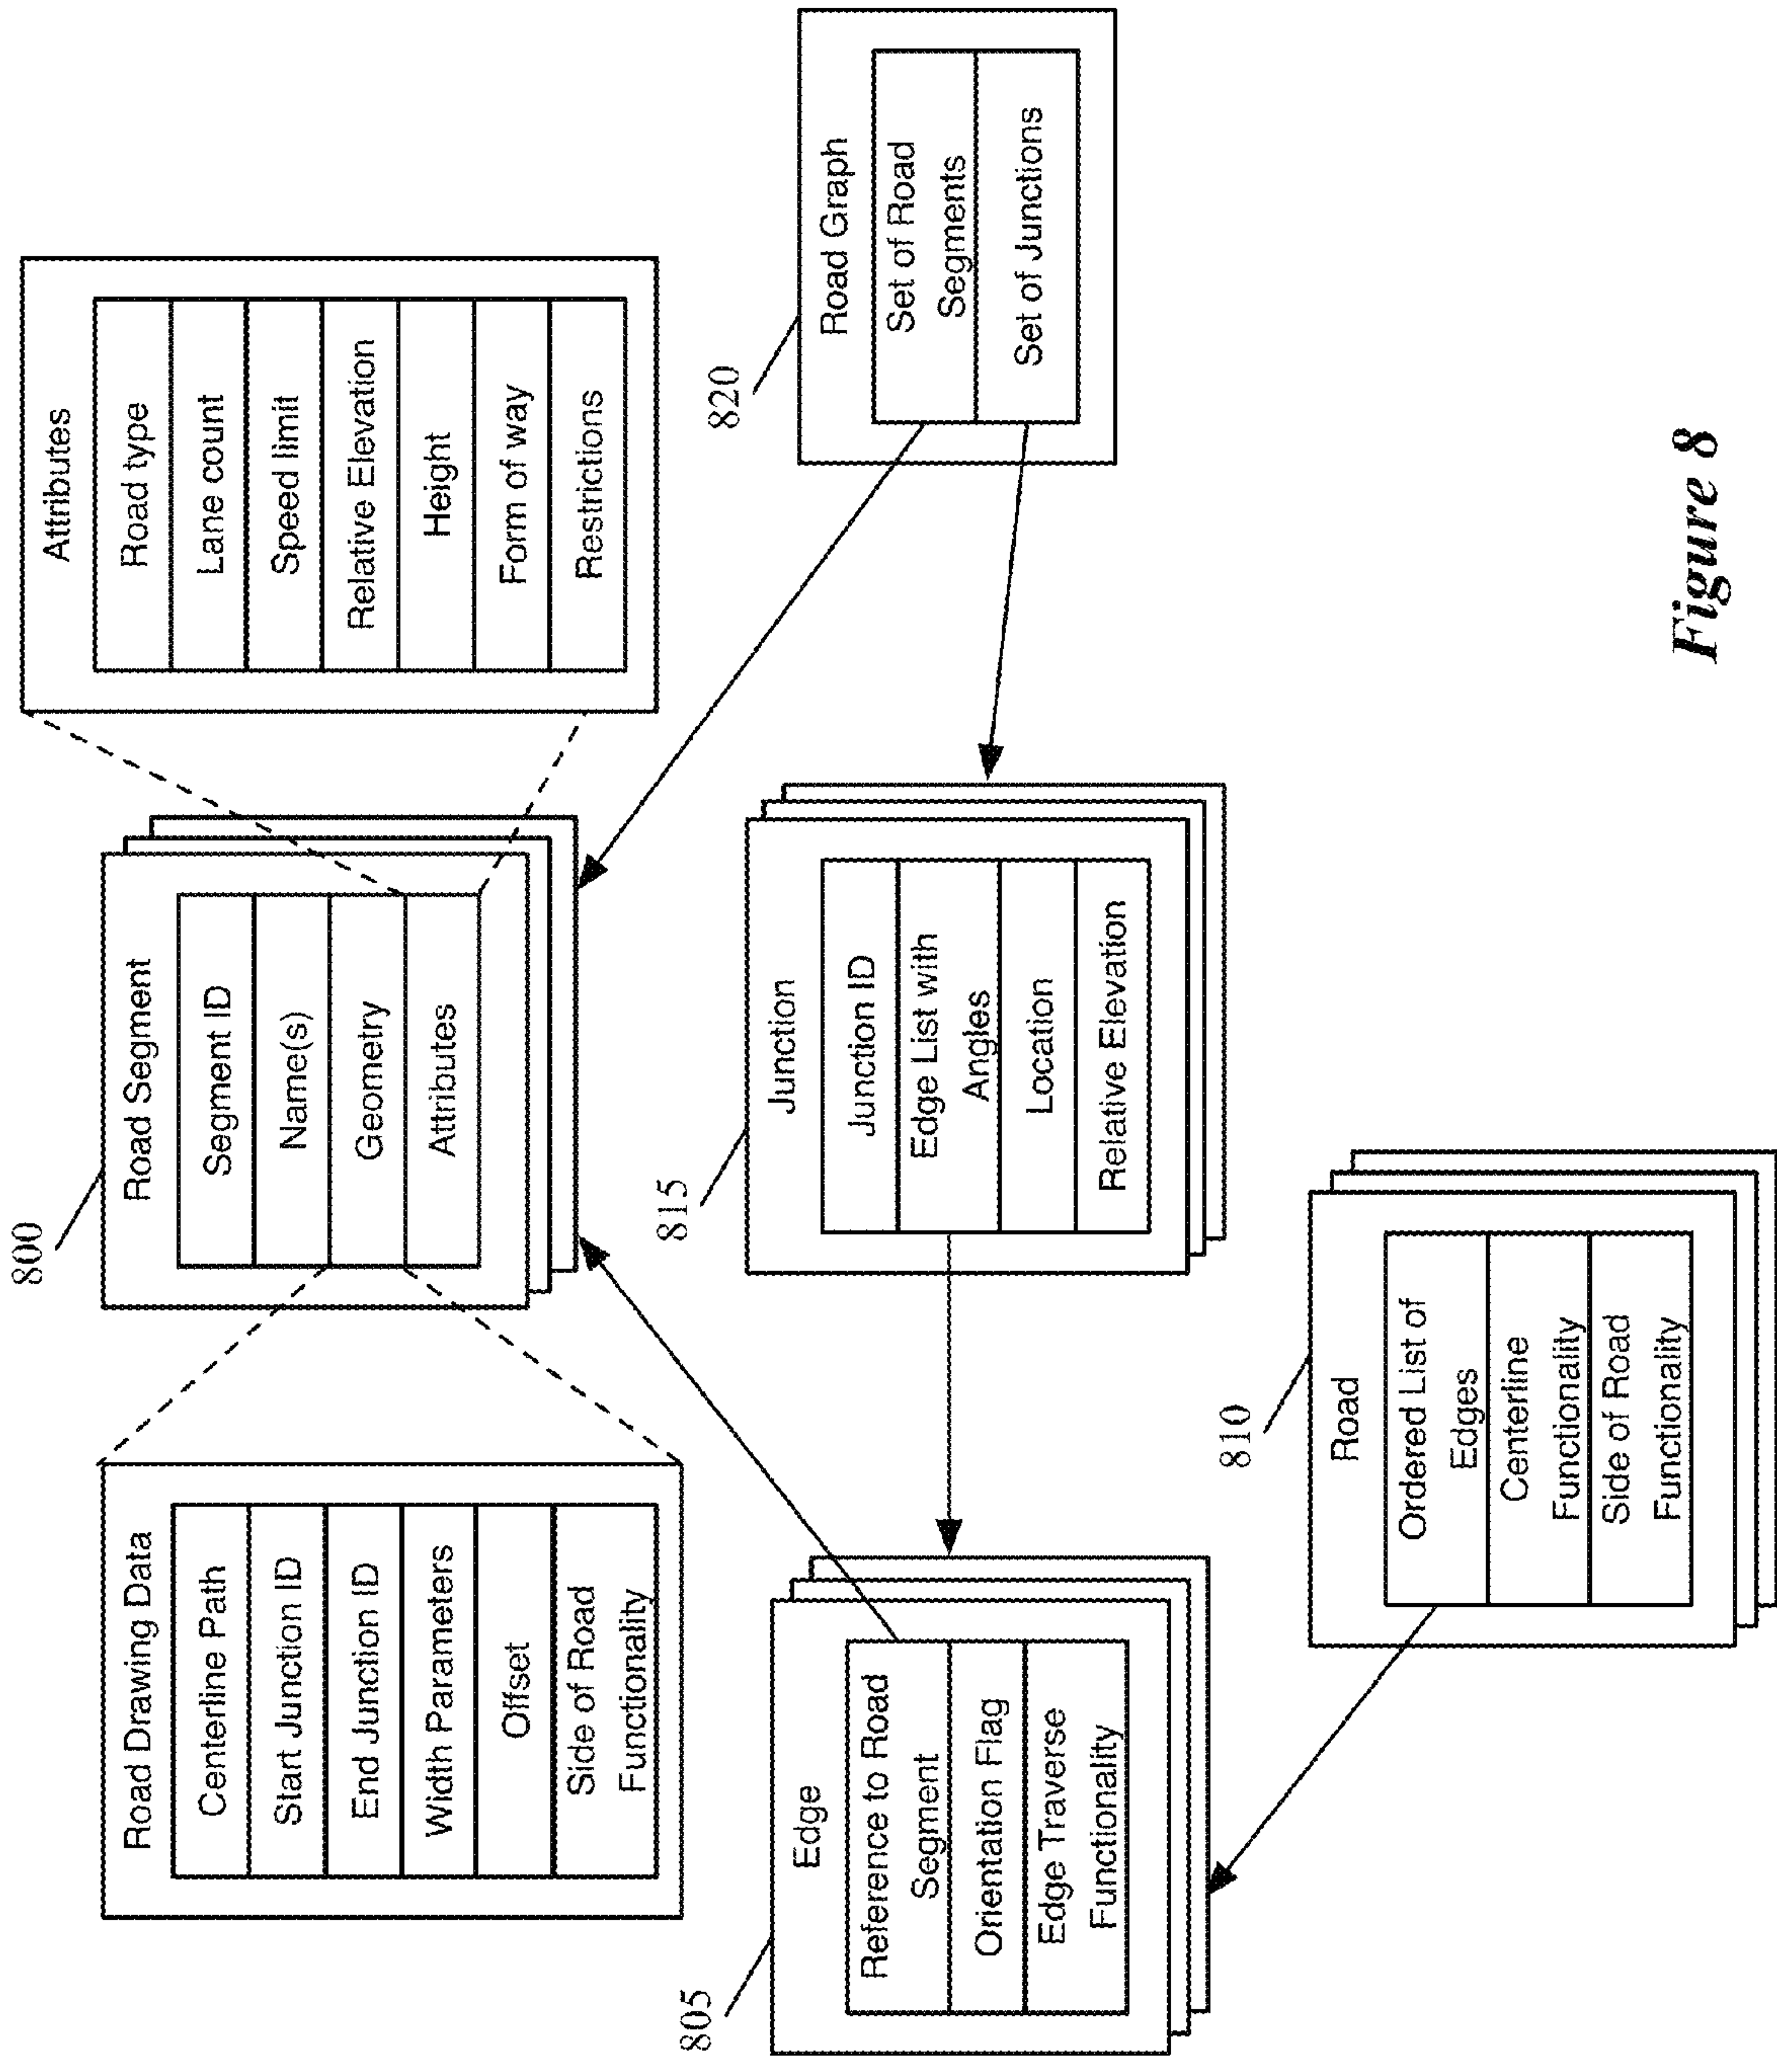 Road Drawing Data
Centerline Path
Start Junction ID
End Junction ID
Width Parameters
Offset
Side of Road
Functionality
800
Road Segment
Segment ID
Name(s)
Geometry
Attributes
Attributes
Road type
Lane count
Speed limit
Relative Elevation
Height
Form of way
Restrictions
805
Edge
Reference to Road
Segment
Orientation Flag
Edge Traverse
Functionality
815
Junction
Junction ID
Edge List with
Angles
Location
Relative Elevation
820
Road Graph
Set of Road
Segments
Set of Junctions
810
Road
Ordered List of
Edges
Centerline
Functionality
Side of Road
Functionality
Figure 8